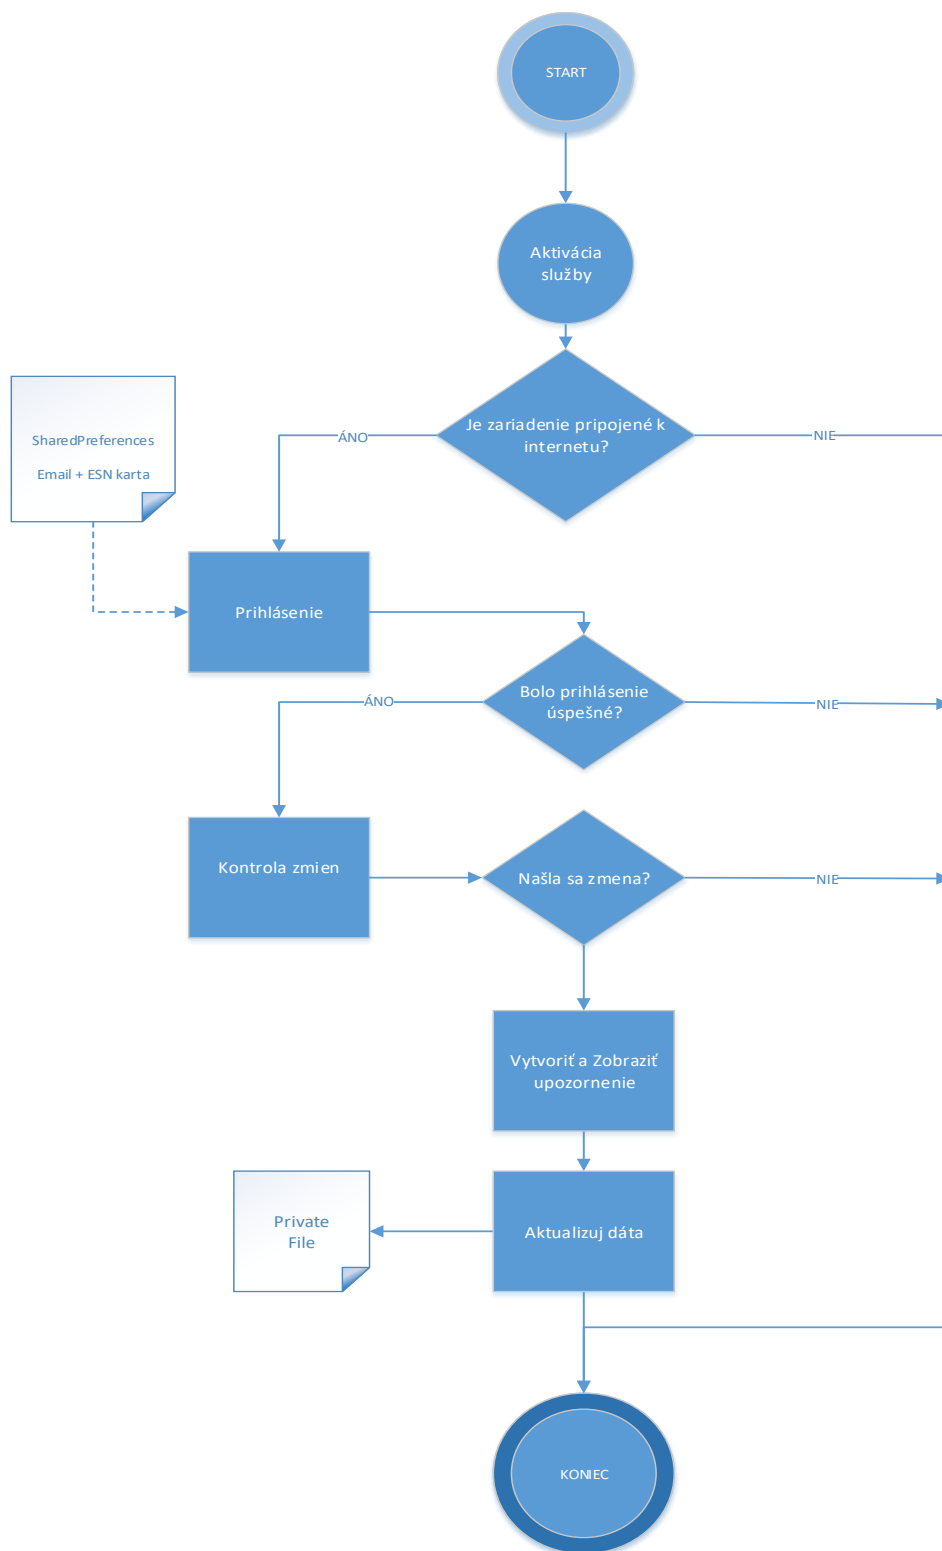 START
Aktivácia
služby
Je zariadenie pripojené k
internetu?
ÁNO
NIE
SharedPreferences
Email + ESN karta
Prihlásenie
Bolo prihlásenie
úspešné?
ÁNO
NIE
Kontrola zmien
Našla sa zmena?
NIE
Vytvoriť a Zobraziť
upozornenie
Private
File
Aktualizuj dáta
KONIEC